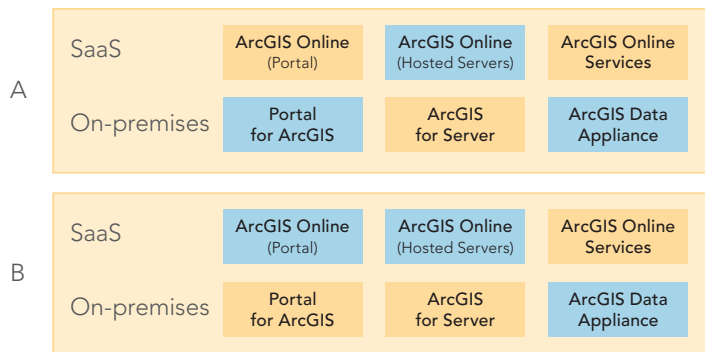 A
SaaS
ArcGIS Online
(Portal)
ArcGIS Online
(Hosted Servers)
ArcGIS Online
Services
On-premises
Portal
for ArcGIS
ArcGIS
for Server
ArcGIS Data
Appliance
B
SaaS
ArcGIS Online
(Portal)
ArcGIS Online
(Hosted Servers)
ArcGIS Online
Services
On-premises
Portal
for ArcGIS
ArcGIS
for Server
ArcGIS Data
Appliance